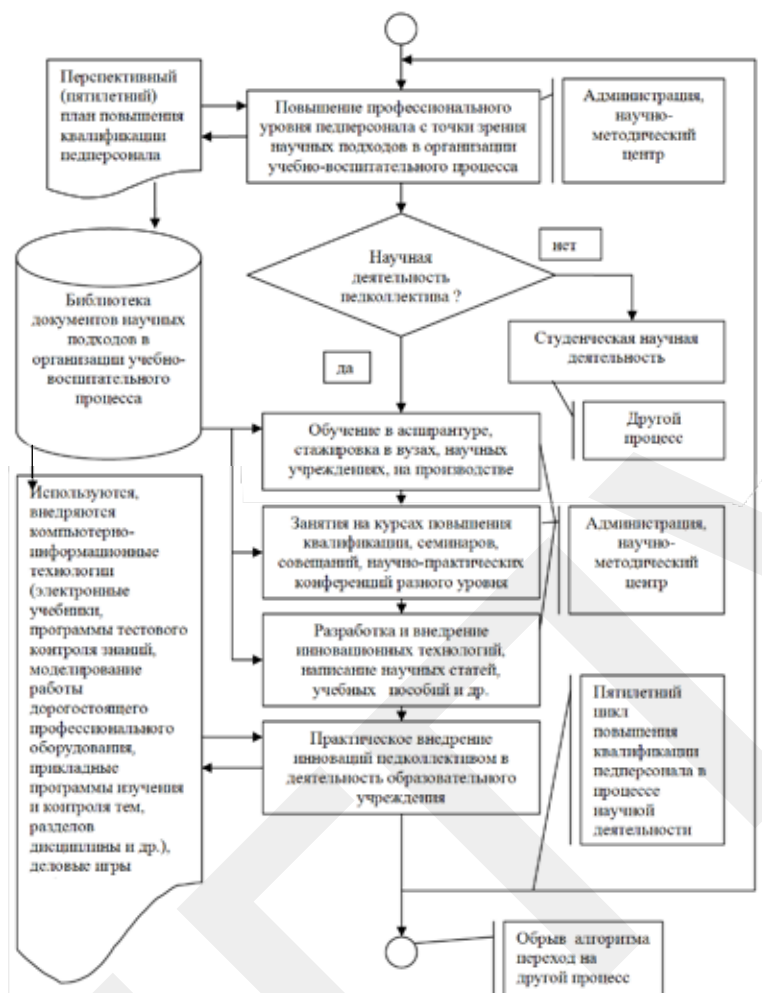 Перспективный
(пятилетний)
план повышения
квалификации
педперсонала
Повышение профессионального
уровня педперсонала с точки зрения
научных подходов в организации
учебно-воспитательного процесса
Администрация,
научно-
методический
центр
Научная
деятельность
педколлектива ?
нет
да
Библиотека
документов научных
подходов в
организации учебно-
воспитательного
процесса
Студенческая научная
деятельность
Другой
процесс
Обучение в аспирантуре,
стажировка в вузах, научных
учреждениях, на производстве
Занятия на курсах повышения
квалификации, семинаров,
совещаний, научно-практических
конференций разного уровня
Администрация,
научно-
методический
центр
Разработка и внедрение
инновационных технологий,
написание научных статей,
учебных пособий и др.
Используются,
внедряются
компьютерно-
информационные
технологии
(электронные
учебники,
программы тестового
контроля знаний,
моделирование
работы
дорогостоящего
профессионального
оборудования,
прикладные
программы изучения
и контроля тем,
разделов
дисциплины и др.),
деловые игры
Практическое внедрение
инноваций педколлективом в
деятельность образовательного
учреждения
Пятилетний
цикл
повышения
квалификации
педперсонала в
процессе
научной
деятельности
Обрыв алгоритма
переход на
другой процесс